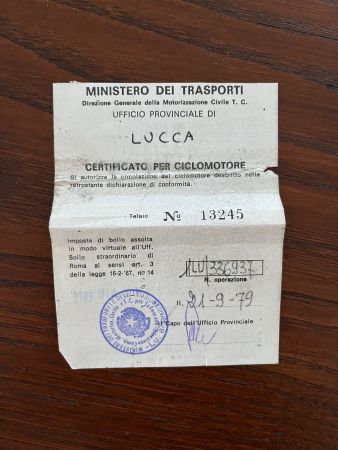 MINISTERO DEI TRASPORTI
Direzione Generale della Motorizzazione Civile T. C.
UFFICIO PROVINCIALE DI
LUCCA
CERTIFICATO PER CICLOMOTORE
Si autorizza la circolazione del ciclomotore descritto nella
retrostante dichiarazione di conformità.
Telaio No 13245
Imposta di bollo assolta
in modo virtuale all'Uff.
Bollo straordinario di
Roma ai sensi art. 3
della legge 16-2-'67, no 14
LU 336937
N. operazione
li 21-9-79
Il Capo dell'Ufficio Provinciale